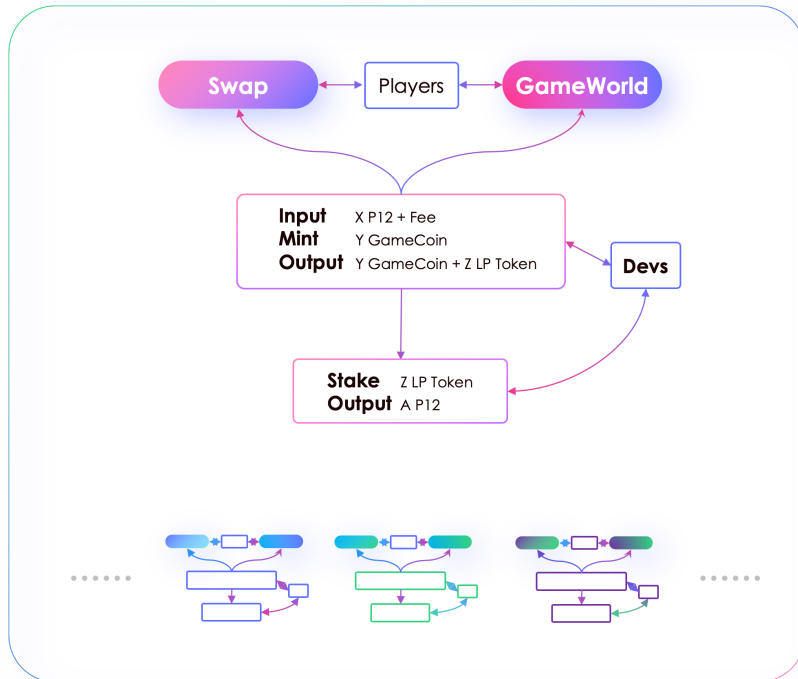 Swap
Players
GameWorld
Input X P12 + Fee
Mint Y GameCoin
Output Y GameCoin + Z LP Token
Devs
Stake Z LP Token
Output A P12